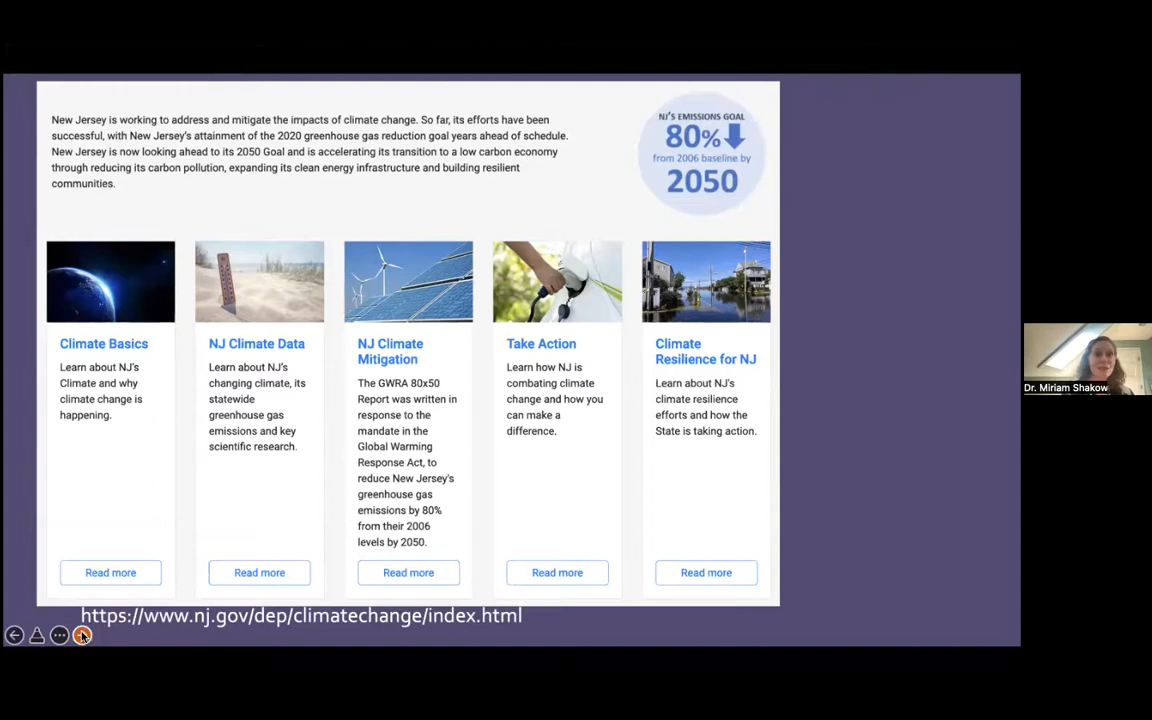 New Jersey is working to address and mitigate the impacts of climate change. So far, its efforts have been
successful, with New Jersey's attainment of the 2020 greenhouse gas reduction goal years ahead of schedule.
New Jersey is now looking ahead to its 2050 Goal and is accelerating its transition to a low carbon economy
through reducing its carbon pollution, expanding its clean energy infrastructure and building resilient
communities.
NJ'S EMISSIONS GOAL
80%
from 2006 baseline by
2050
Climate Basics
Learn about NJ's
Climate and why
climate change is
happening.
Read more
NJ Climate Data
Learn about NJ's
changing climate, its
statewide
greenhouse gas
emissions and key
scientific research.
Read more
NJ Climate
Mitigation
The GWRA 80x50
Report was written in
response to the
mandate in the
Global Warming
Response Act, to
reduce New Jersey's
greenhouse gas
emissions by 80%
from their 2006
levels by 2050.
Read more
Take Action
Learn how NJ is
combating climate
change and how you
can make a
difference.
Read more
Climate
Resilience for NJ
Learn about NJ's
climate resilience
efforts and how the
State is taking action.
Read more
https://www.nj.gov/dep/climatechange/index.html
Dr. Miriam Shakow